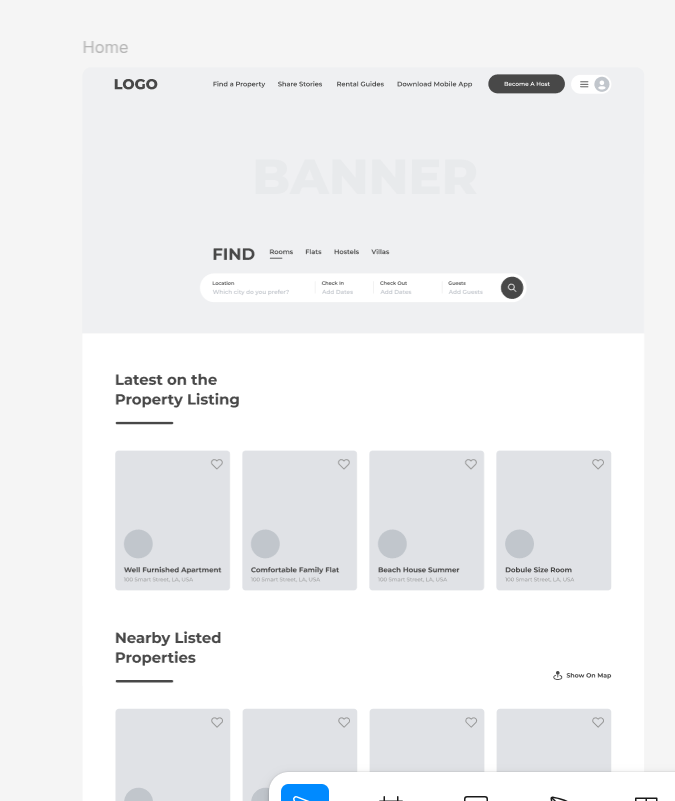 Home
LOGO
Find a Property
Share Stories
Rental Guides
Download Mobile App
Become A Host
BANNER
FIND
Rooms
Flats
Hostels
Villas
Location
Check In
Check Out
Guests
Which city do you prefer?
Add Dates
Add Dates
Add Guests
Latest on the
Property Listing
Well Furnished Apartment
100 Smart Street, LA, USA
Comfortable Family Flat
100 Smart Street, LA, USA
Beach House Summer
100 Smart Street, LA, USA
Dobule Size Room
100 Smart Street, LA, USA
Nearby Listed
Properties
Show On Map